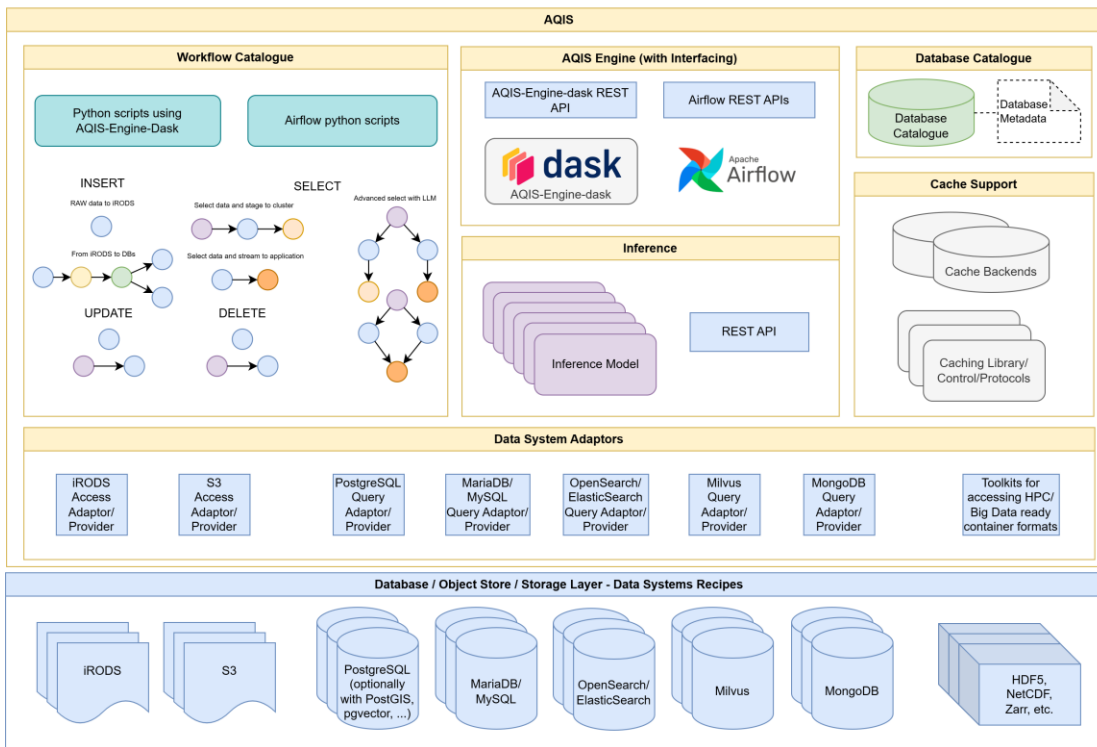 AQIS
Workflow Catalogue
Python scripts using
AQIS-Engine-Dask
Airflow python scripts
INSERT
RAW data to iRODS
From iRODS to DBs
SELECT
Select data and stage to cluster
Select data and stream to application
Advanced select with LLM
UPDATE
DELETE
AQIS Engine (with Interfacing)
AQIS-Engine-dask REST
API
Airflow REST APIs
dask
AQIS-Engine-dask
Apache
Airflow
Inference
Inference Model
REST API
Database Catalogue
Database
Catalogue
Database
Metadata
Cache Support
Cache Backends
Caching Library/
Control/Protocols
Data System Adaptors
iRODS
Access
Adaptor/
Provider
S3
Access
Adaptor/
Provider
PostgreSQL
Query
Adaptor/
Provider
MariaDB/
MySQL
Query Adaptor/
Provider
OpenSearch/
ElasticSearch
Query Adaptor/
Provider
Milvus
Query
Adaptor/
Provider
MongoDB
Query
Adaptor/
Provider
Toolkits for
accessing HPC/
Big Data ready
container formats
Database / Object Store / Storage Layer - Data Systems Recipes
iRODS
S3
PostgreSQL
(optionally
with PostGIS,
pgvector, ...)
MariaDB/
MySQL
OpenSearch/
ElasticSearch
Milvus
MongoDB
HDF5,
NetCDF,
Zarr, etc.